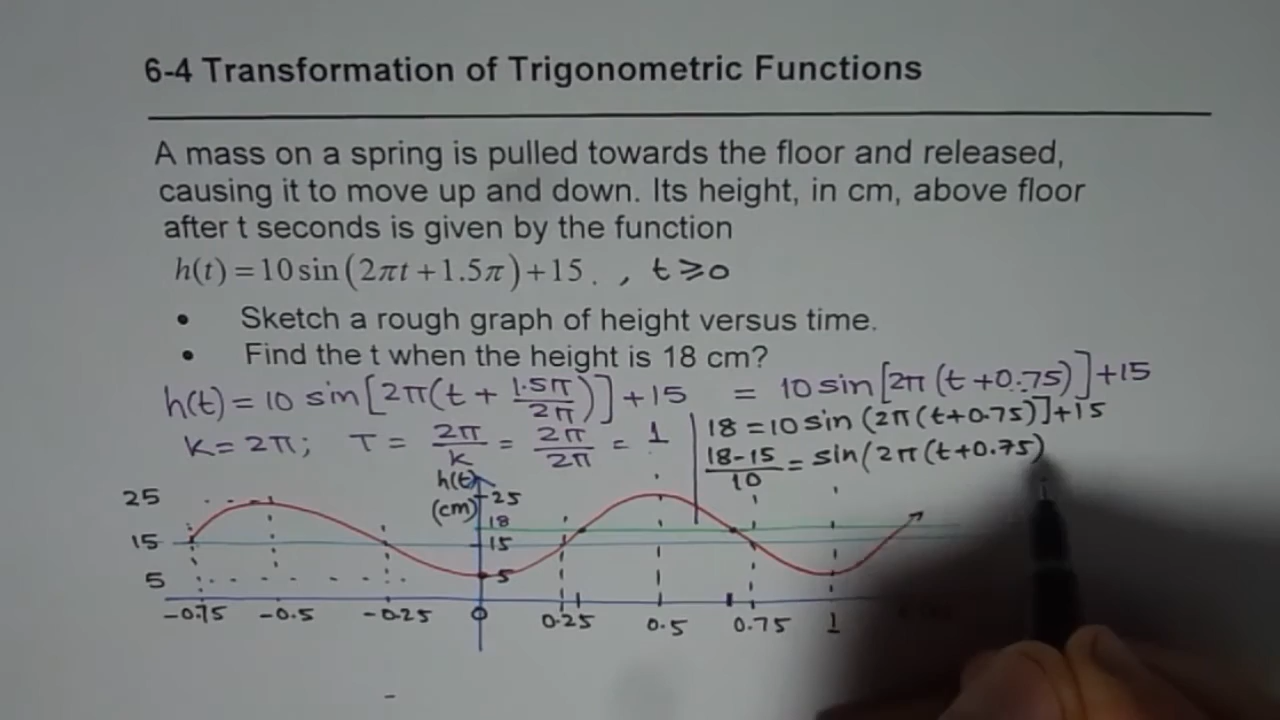 6-4 Transformation of Trigonometric Functions
A mass on a spring is pulled towards the floor and released,
causing it to move up and down. Its height, in cm, above floor
after t seconds is given by the function
h(t) = 10 sin(2πt + 1.5π) + 15. , t ≥ 0
• Sketch a rough graph of height versus time.
• Find the t when the height is 18 cm?
h(t) = 10 sin[2π(t + 1.5π/2π)] + 15 = 10 sin[2π(t+0.75)] + 15
18 = 10 sin(2π(t+0.75)] + 15
K = 2π; T = 2π/K = 2π/2π = 1
18-15/10 = sin(2π(t+0.75)
h(t)
(cm)
25 25
18
15 15
5 5
-0.75 -0.5 -0.25 0 0.25 0.5 0.75 1